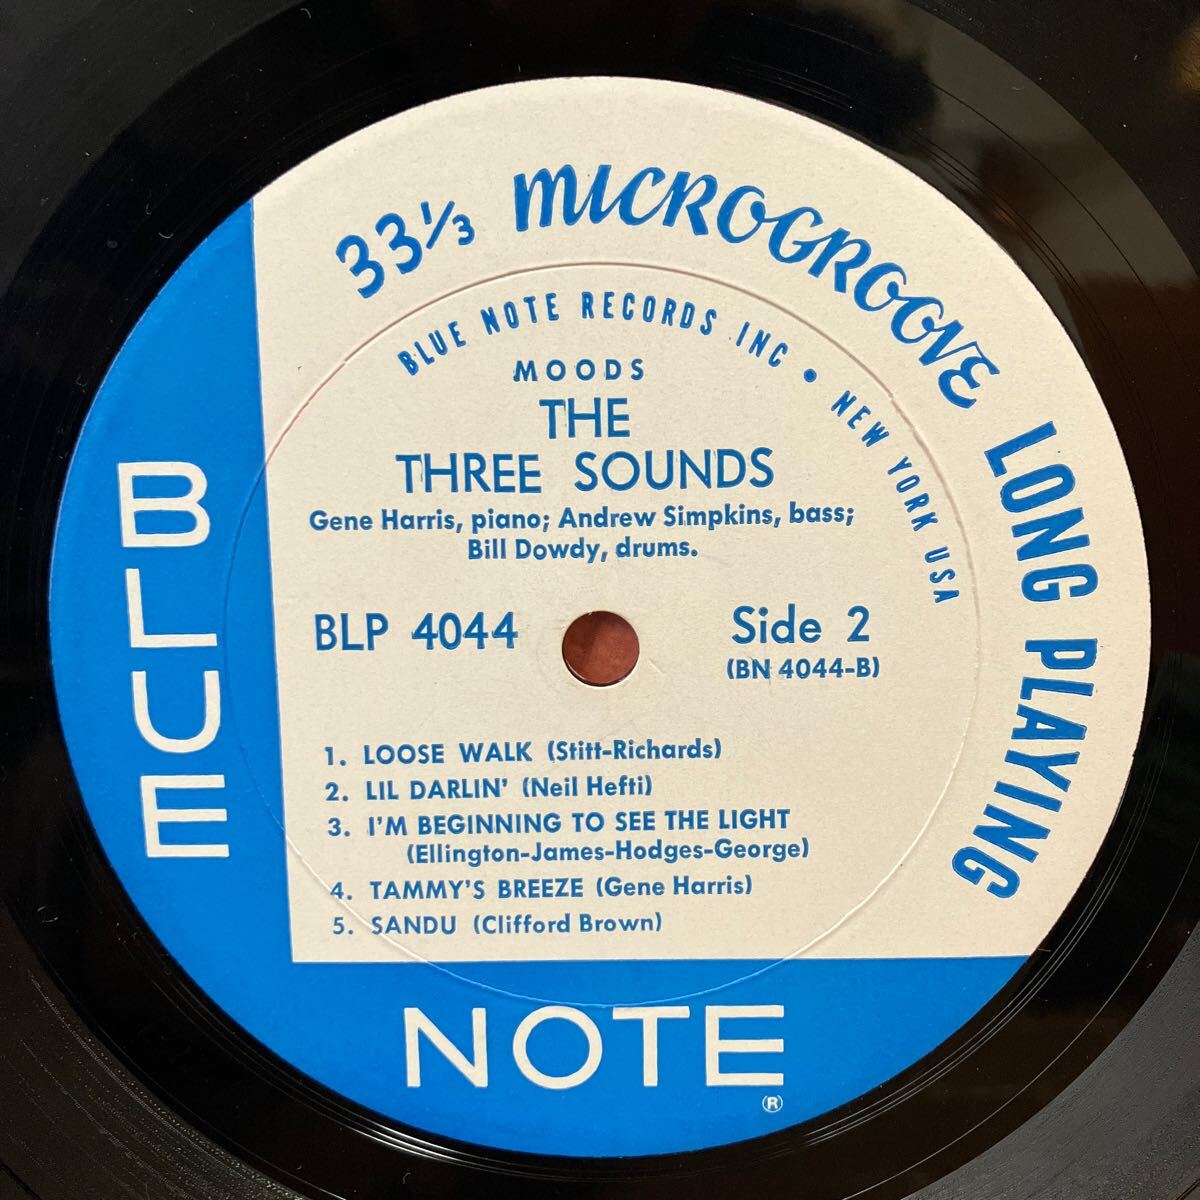 33⅓ MICROGROOVE LONG PLAYING
BLUE NOTE RECORDS INC • NEW YORK USA
MOODS
THE
THREE SOUNDS
Gene Harris, piano; Andrew Simpkins, bass;
Bill Dowdy, drums.
BLP 4044
Side 2
(BN 4044-B)
1. LOOSE WALK (Stitt-Richards)
2. LIL DARLIN' (Neil Hefti)
3. I'M BEGINNING TO SEE THE LIGHT
(Ellington-James-Hodges-George)
4. TAMMY'S BREEZE (Gene Harris)
5. SANDU (Clifford Brown)
BLUE
NOTE
®